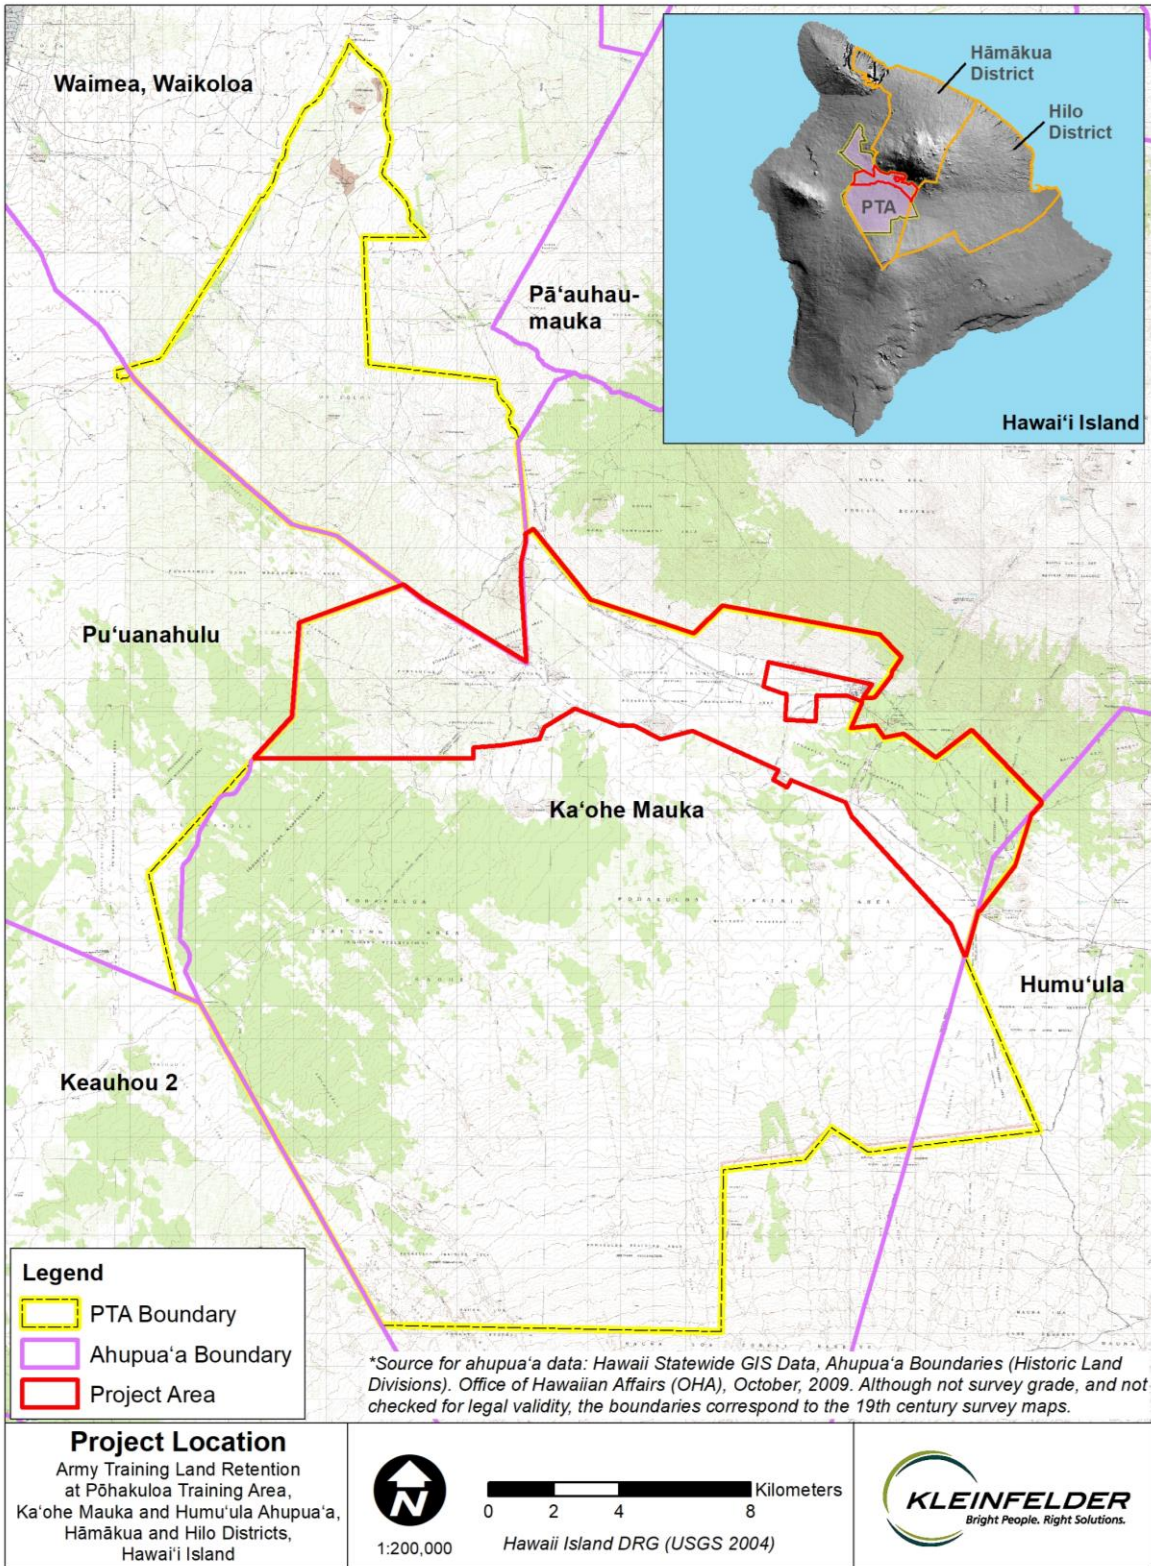 Waimea, Waikoloa
Hāmākua
District
Hilo
District
PTA
Hawai‘i Island
Pā‘auhau-
mauka
Pu‘uanahulu
Ka‘ohe Mauka
Humu‘ula
Keauhou 2
Legend
PTA Boundary
Ahupua‘a Boundary
Project Area
*Source for ahupua‘a data: Hawaii Statewide GIS Data, Ahupua‘a Boundaries (Historic Land
Divisions). Office of Hawaiian Affairs (OHA), October, 2009. Although not survey grade, and not
checked for legal validity, the boundaries correspond to the 19th century survey maps.
Project Location
Army Training Land Retention
at Pōhakuloa Training Area,
Ka‘ohe Mauka and Humu‘ula Ahupua‘a,
Hāmākua and Hilo Districts,
Hawai‘i Island
N
1:200,000
Kilometers
0 2 4 8
Hawaii Island DRG (USGS 2004)
KLEINFELDER
Bright People. Right Solutions.